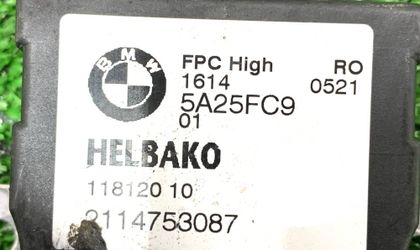 BMW
FPC High RO
1614 0521
5A25FC9
01
HELBAKO
118120 10
2114753087